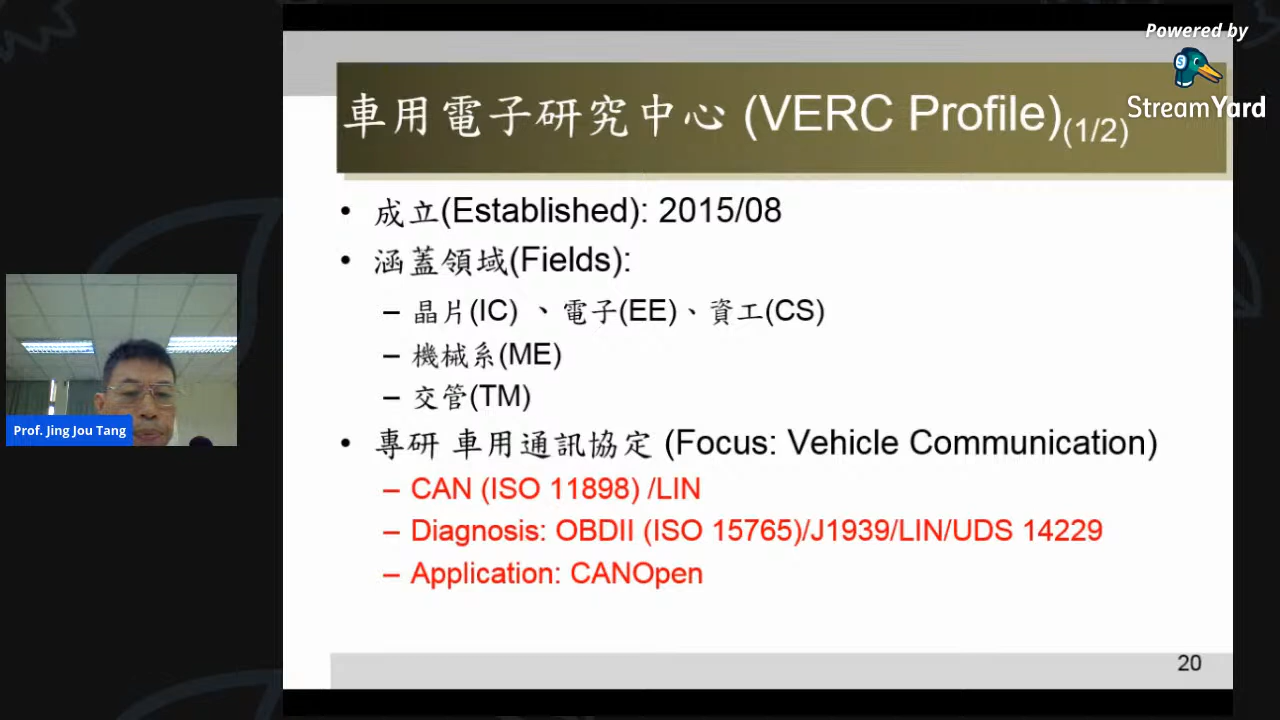 Powered by
StreamYard
車用電子研究中心 (VERC Profile)(1/2)
• 成立(Established): 2015/08
• 涵蓋領域(Fields):
– 晶片(IC) 、電子(EE)、資工(CS)
– 機械系(ME)
– 交管(TM)
• 專研 車用通訊協定 (Focus: Vehicle Communication)
– CAN (ISO 11898) /LIN
– Diagnosis: OBDII (ISO 15765)/J1939/LIN/UDS 14229
– Application: CANOpen
20
Prof. Jing Jou Tang